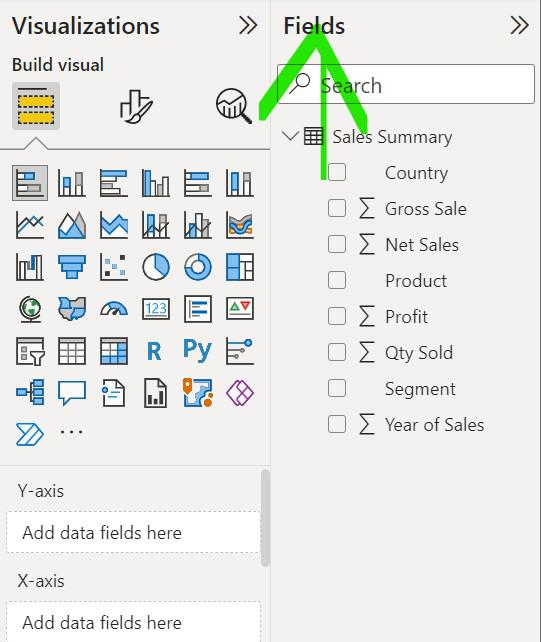 Visualizations
Build visual
123
R
Py
Y-axis
Add data fields here
X-axis
Add data fields here
Fields
Search
Sales Summary
Country
Σ Gross Sale
Σ Net Sales
Product
Σ Profit
Σ Qty Sold
Segment
Σ Year of Sales